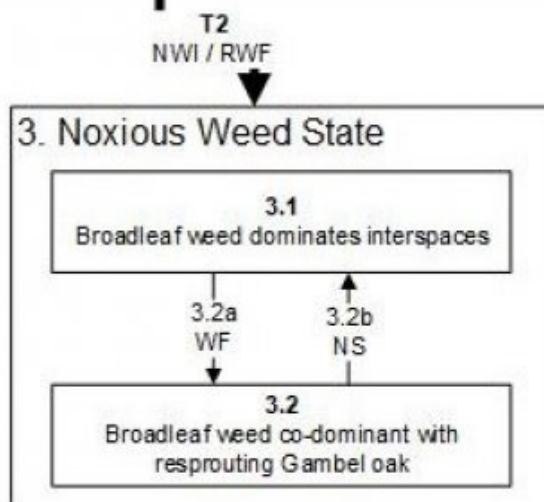 T2
NWI / RWF
3. Noxious Weed State
3.1
Broadleaf weed dominates interspaces
3.2a
WF
3.2b
NS
3.2
Broadleaf weed co-dominant with
resprouting Gambel oak